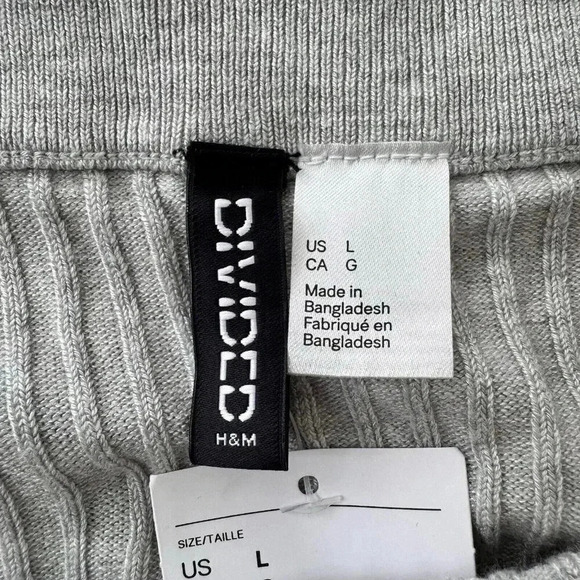 DIVIDED
H&M
US L
CA G
Made in
Bangladesh
Fabriqué en
Bangladesh
SIZE/TAILLE
US L